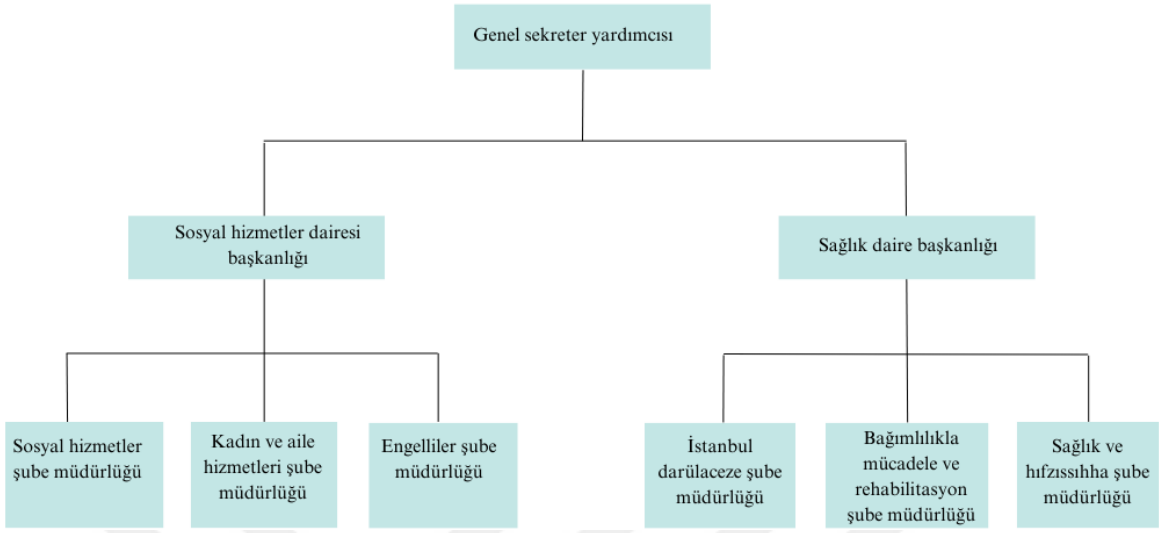 Genel sekreter yardımcısı
Sosyal hizmetler dairesi
başkanlığı
Sağlık daire başkanlığı
Sosyal hizmetler
şube müdürlüğü
Kadın ve aile
hizmetleri şube
müdürlüğü
Engelliler şube
müdürlüğü
İstanbul
darülaceze şube
müdürlüğü
Bağımlılıkla
mücadele ve
rehabilitasyon
şube müdürlüğü
Sağlık ve
hıfzıssıhha şube
müdürlüğü